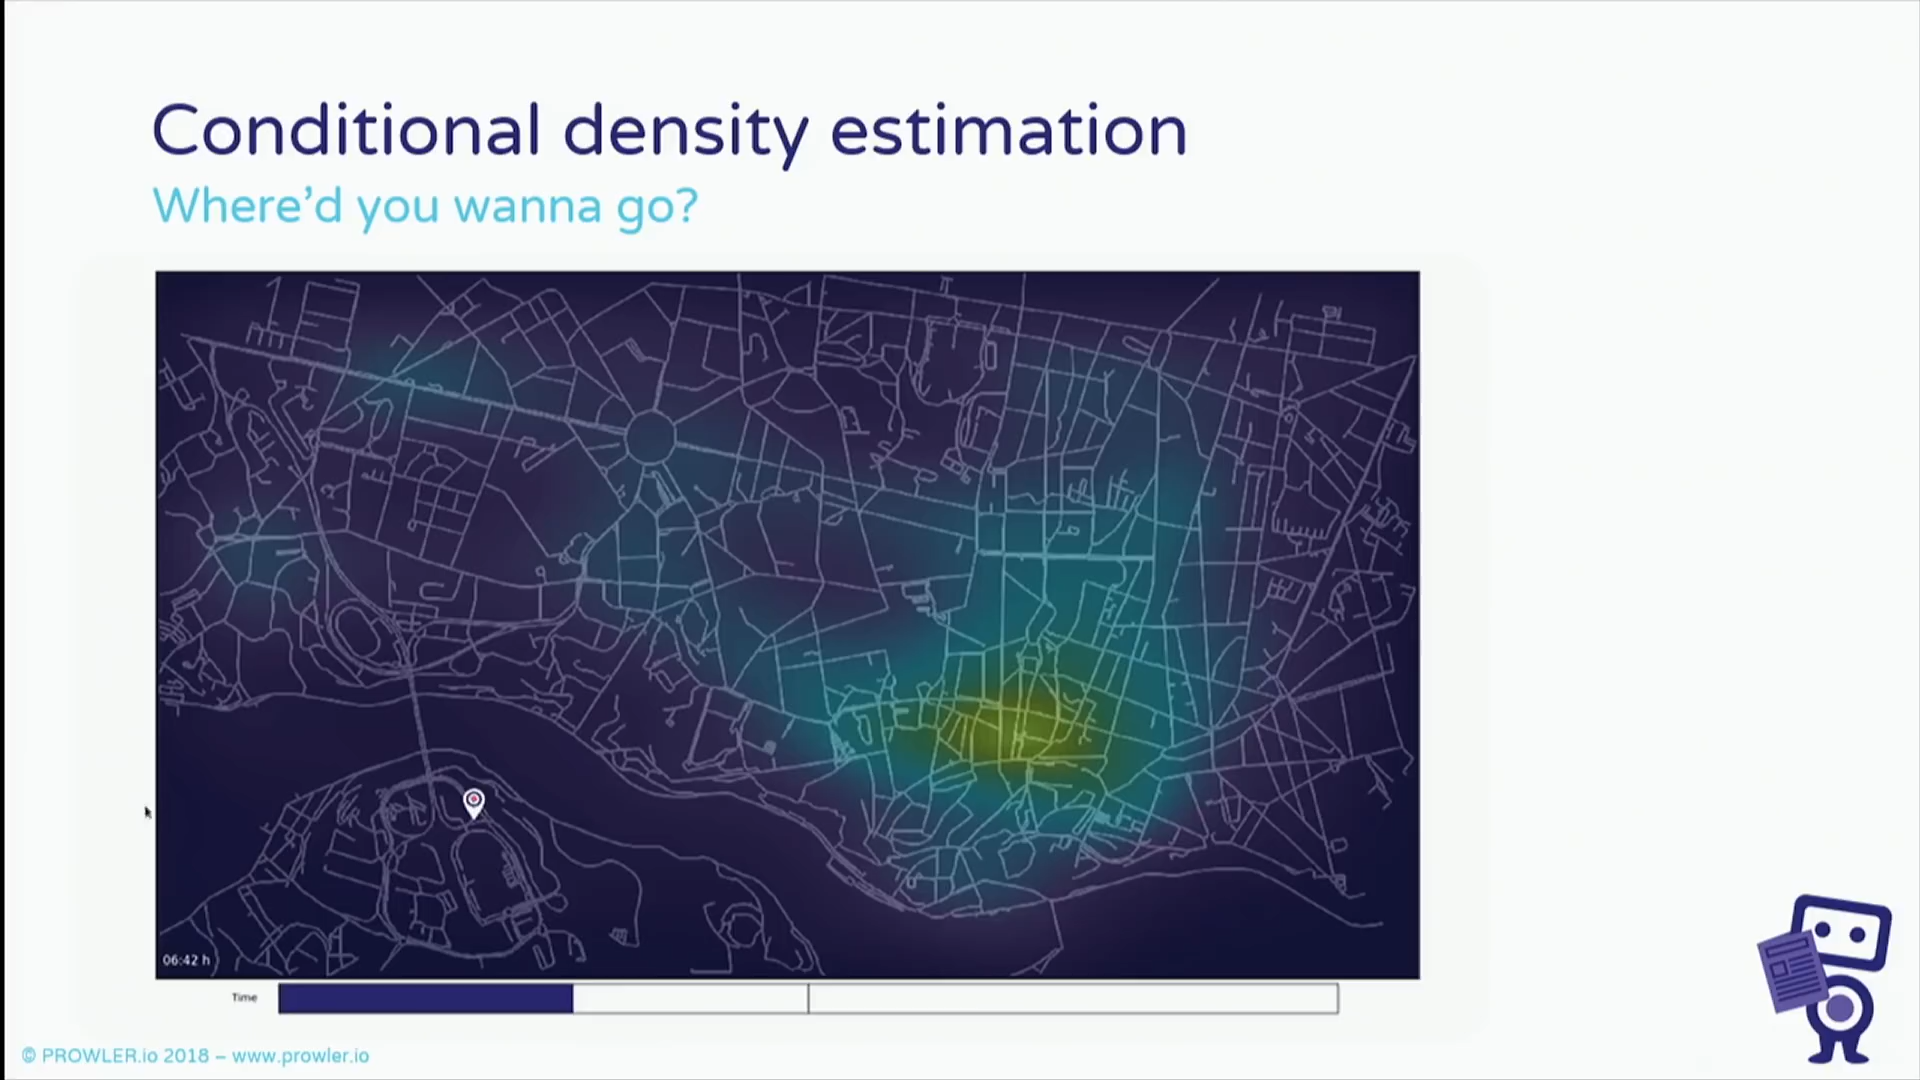 Conditional density estimation
Where'd you wanna go?
06:42 h
Time
© PROWLER.io 2018 – www.prowler.io